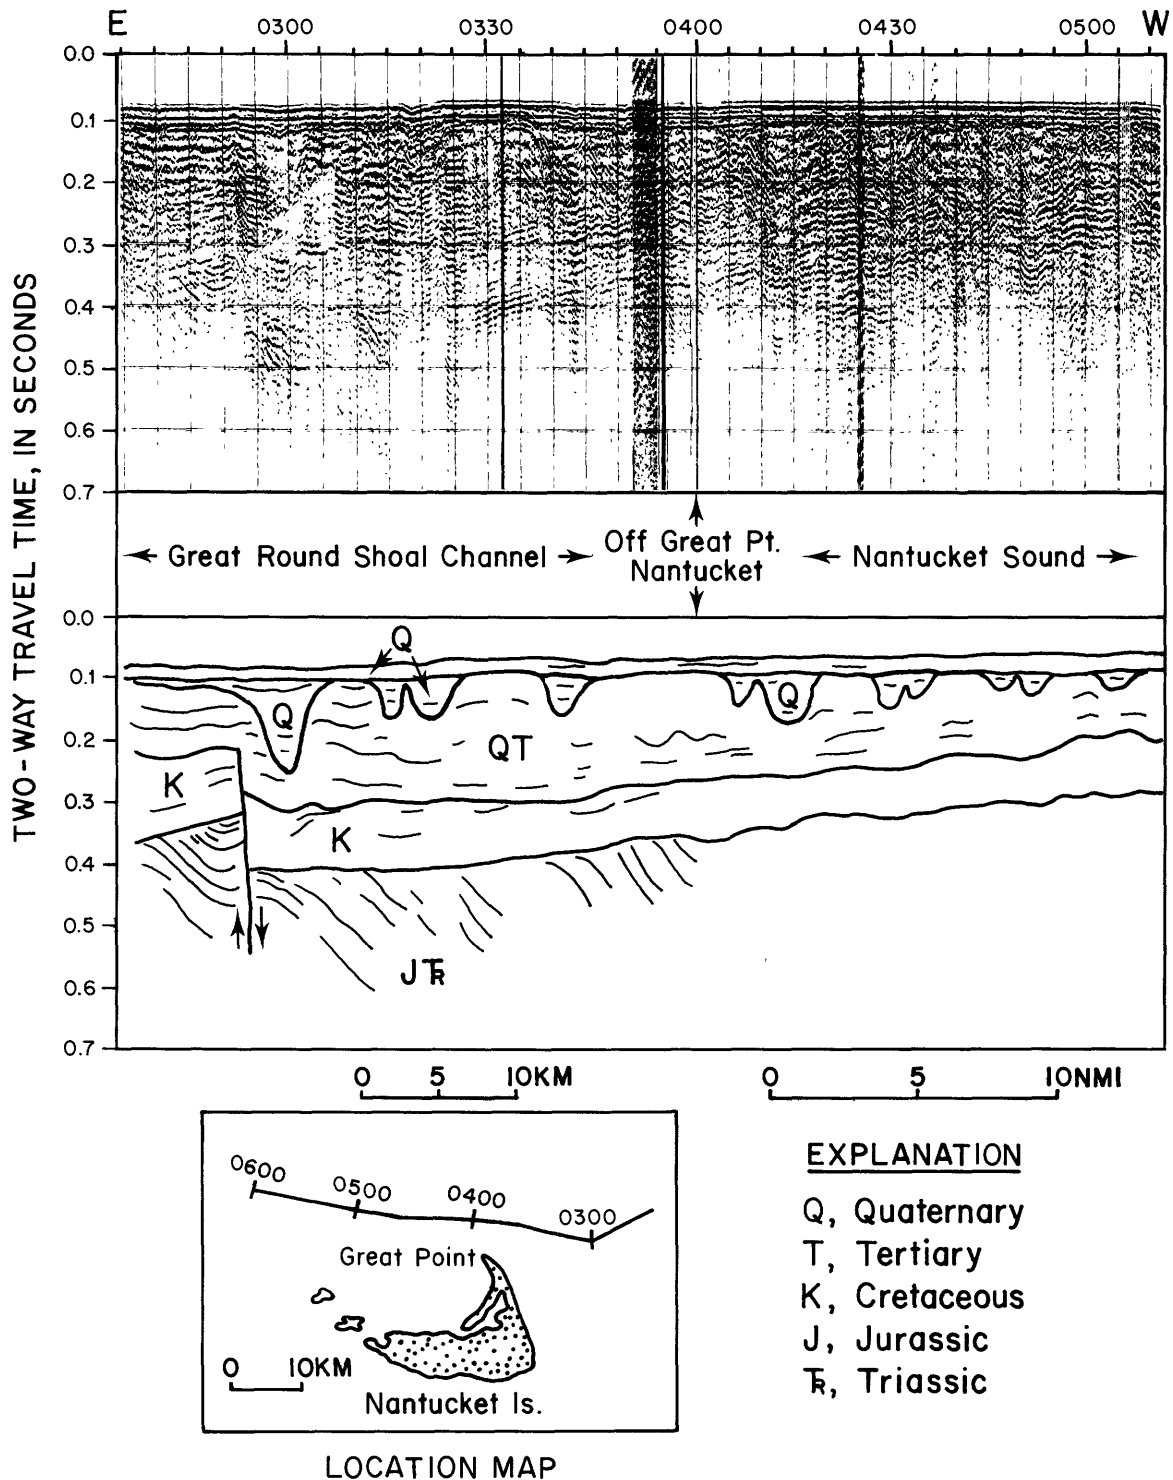 E 0300 0330 0400 0430 0500 W
0.0
0.1
0.2
0.3
0.4
0.5
0.6
0.7
TWO-WAY TRAVEL TIME, IN SECONDS
Great Round Shoal Channel
Off Great Pt.
Nantucket
Nantucket Sound
0.0
0.1
0.2
0.3
0.4
0.5
0.6
0.7
Q
Q
Q
QT
K
K
JTR
0 5 10KM
0 5 10NMI
0600
0500
0400
0300
Great Point
0 10KM
Nantucket Is.
LOCATION MAP
EXPLANATION
Q, Quaternary
T, Tertiary
K, Cretaceous
J, Jurassic
TR, Triassic